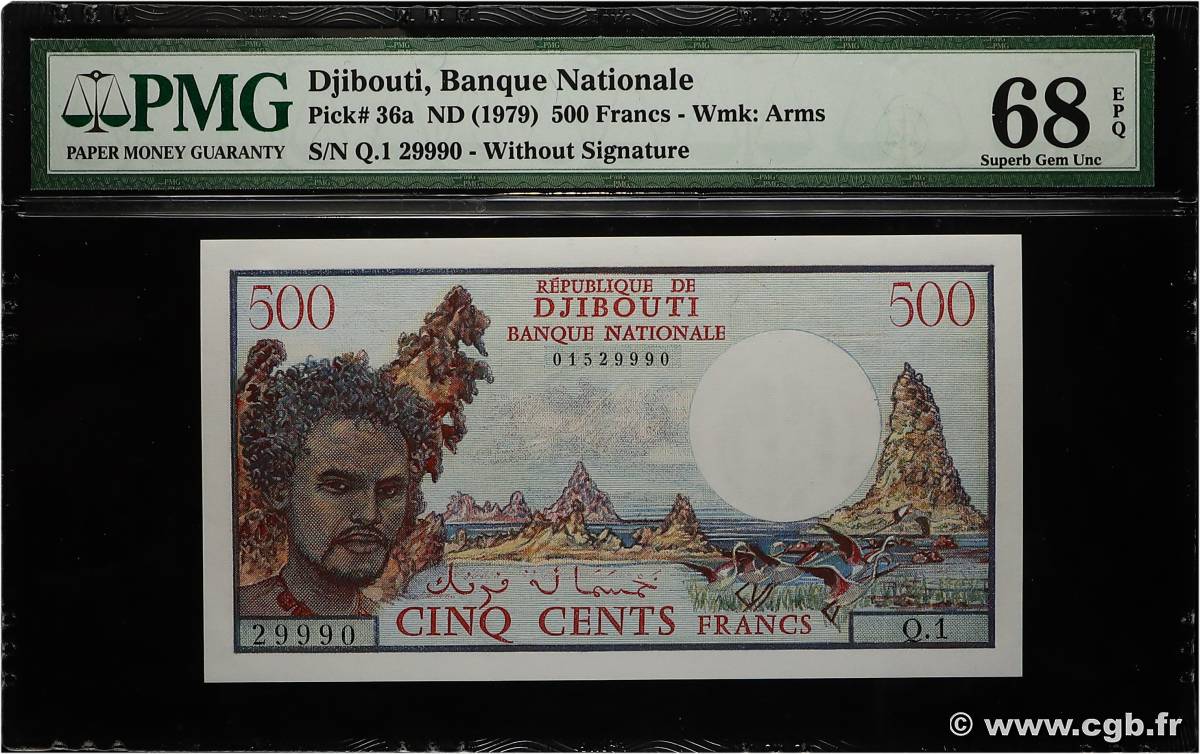 PMG
PAPER MONEY GUARANTY
Djibouti, Banque Nationale
Pick# 36a ND (1979) 500 Francs - Wmk: Arms
S/N Q.1 29990 - Without Signature
68
EPQ
Superb Gem Unc
500
RÉPUBLIQUE DE
DJIBOUTI
BANQUE NATIONALE
01529990
500
خمسمائة فرنك
CINQ CENTS FRANCS
29990
Q.1
© www.cgb.fr